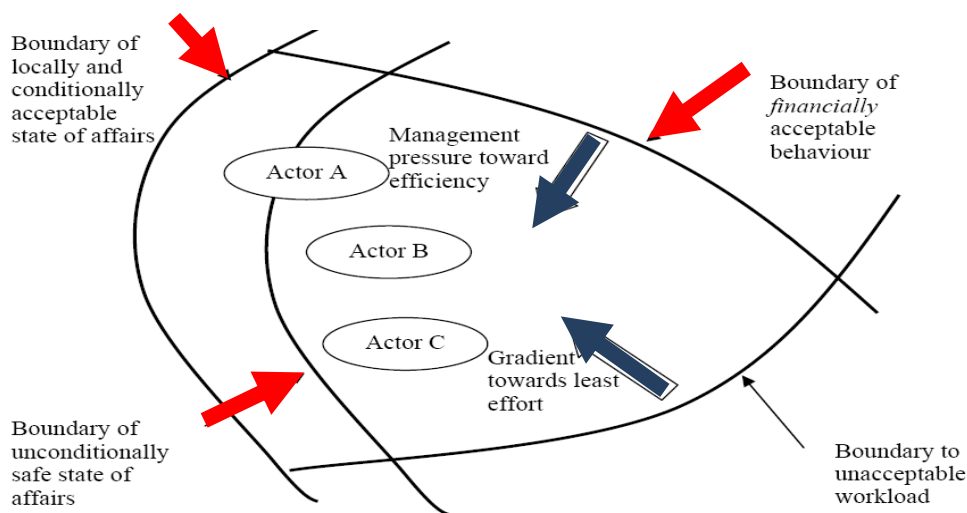 Boundary of
locally and
conditionally
acceptable
state of affairs
Boundary of
financially
acceptable
behaviour
Management
pressure toward
efficiency
Actor A
Actor B
Actor C
Gradient
towards least
effort
Boundary of
unconditionally
safe state of
affairs
Boundary to
unacceptable
workload